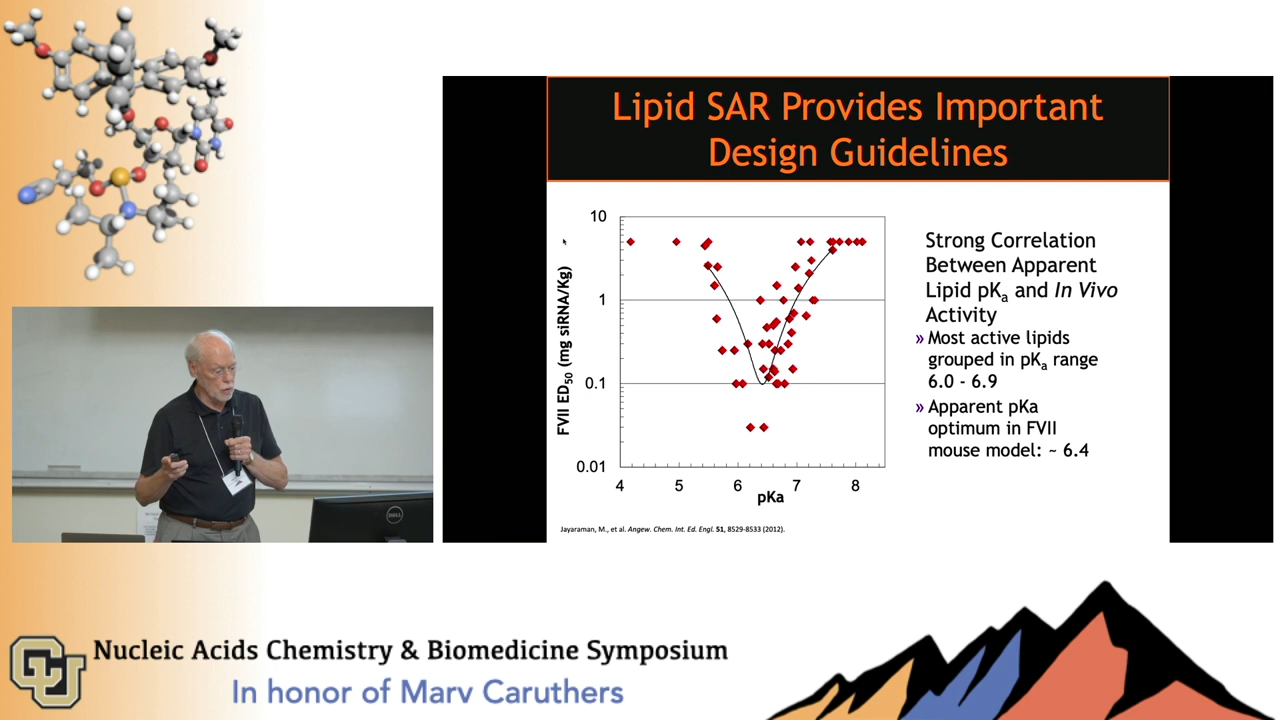 Lipid SAR Provides Important
Design Guidelines
10
1
0.1
0.01
FVII ED50 (mg siRNA/Kg)
4 5 6 7 8
pKa
Strong Correlation
Between Apparent
Lipid pKa and In Vivo
Activity
» Most active lipids
grouped in pKa range
6.0 - 6.9
» Apparent pKa
optimum in FVII
mouse model: ~ 6.4
Jayaraman, M., et al. Angew. Chem. Int. Ed. Engl. 51, 8529-8533 (2012).
DELL
CU
Nucleic Acids Chemistry & Biomedicine Symposium
In honor of Marv Caruthers